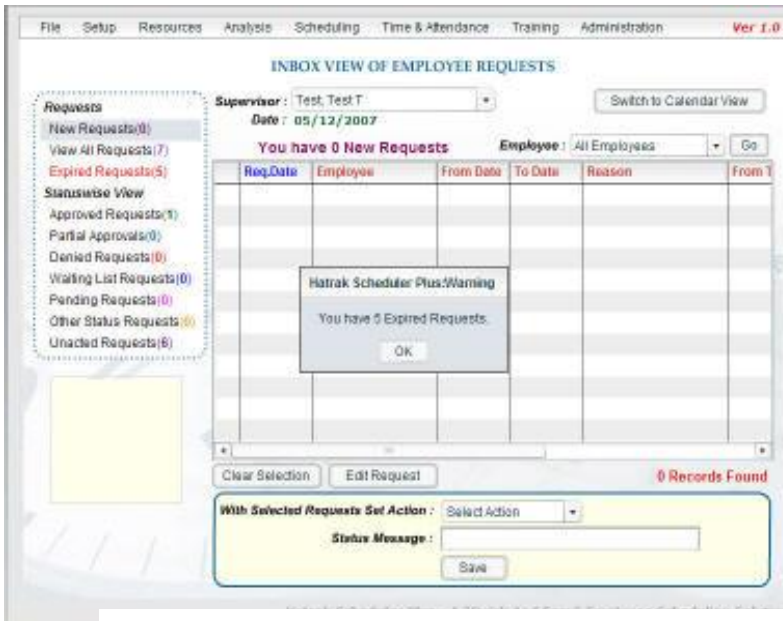 File Setup Resources Analysis Scheduling Time & Attendance Training Administration Ver 1.0
INBOX VIEW OF EMPLOYEE REQUESTS
Requests
New Requests(0)
View All Requests(7)
Expired Requests(5)
Statuswise View
Approved Requests(1)
Partial Approvals(0)
Denied Requests(0)
Waiting List Requests(0)
Pending Requests(0)
Other Status Requests(0)
Unacted Requests(6)
Supervisor : Test, Test T
Switch to Calendar View
Date : 05/12/2007
You have 0 New Requests
Employee : All Employees Go
Req.Date Employee From Date To Date Reason From T
Hatrak Scheduler Plus:Warning
You have 5 Expired Requests.
OK
Clear Selection Edit Request 0 Records Found
With Selected Requests Set Action : Select Action
Status Message :
Save